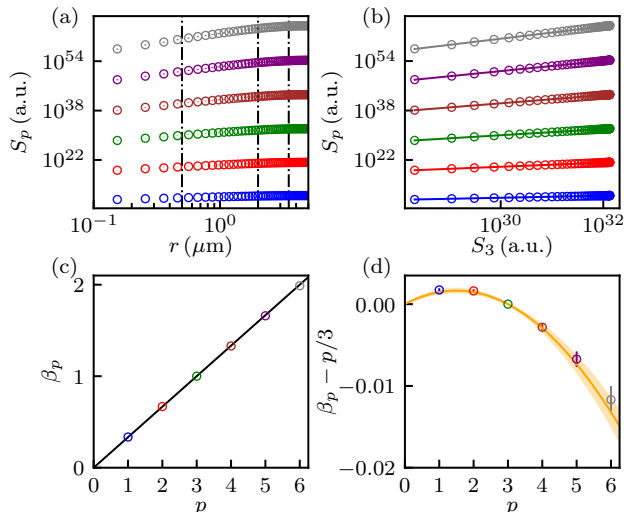 (a)
S_p (a.u.)
10^54
10^38
10^22
10^−1
10^0
r (μm)
(b)
S_p (a.u.)
10^54
10^38
10^22
10^30
10^32
S_3 (a.u.)
(c)
β_p
2
1
0
0 1 2 3 4 5 6
p
(d)
β_p − p/3
0.00
−0.01
−0.02
0 1 2 3 4 5 6
p